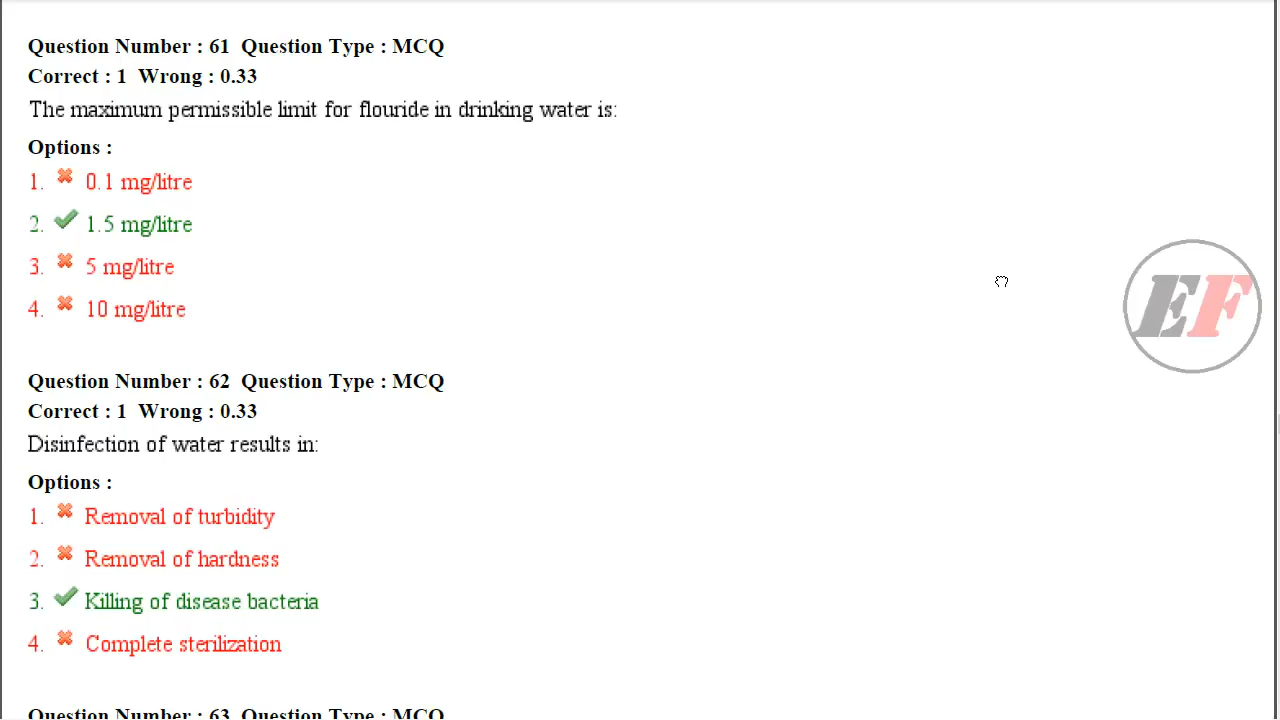 Question Number : 61 Question Type : MCQ
Correct : 1 Wrong : 0.33
The maximum permissible limit for flouride in drinking water is:
Options :
1. 0.1 mg/litre
2. 1.5 mg/litre
3. 5 mg/litre
4. 10 mg/litre
EF
Question Number : 62 Question Type : MCQ
Correct : 1 Wrong : 0.33
Disinfection of water results in:
Options :
1. Removal of turbidity
2. Removal of hardness
3. Killing of disease bacteria
4. Complete sterilization
Question Number : 63 Question Type : MCQ